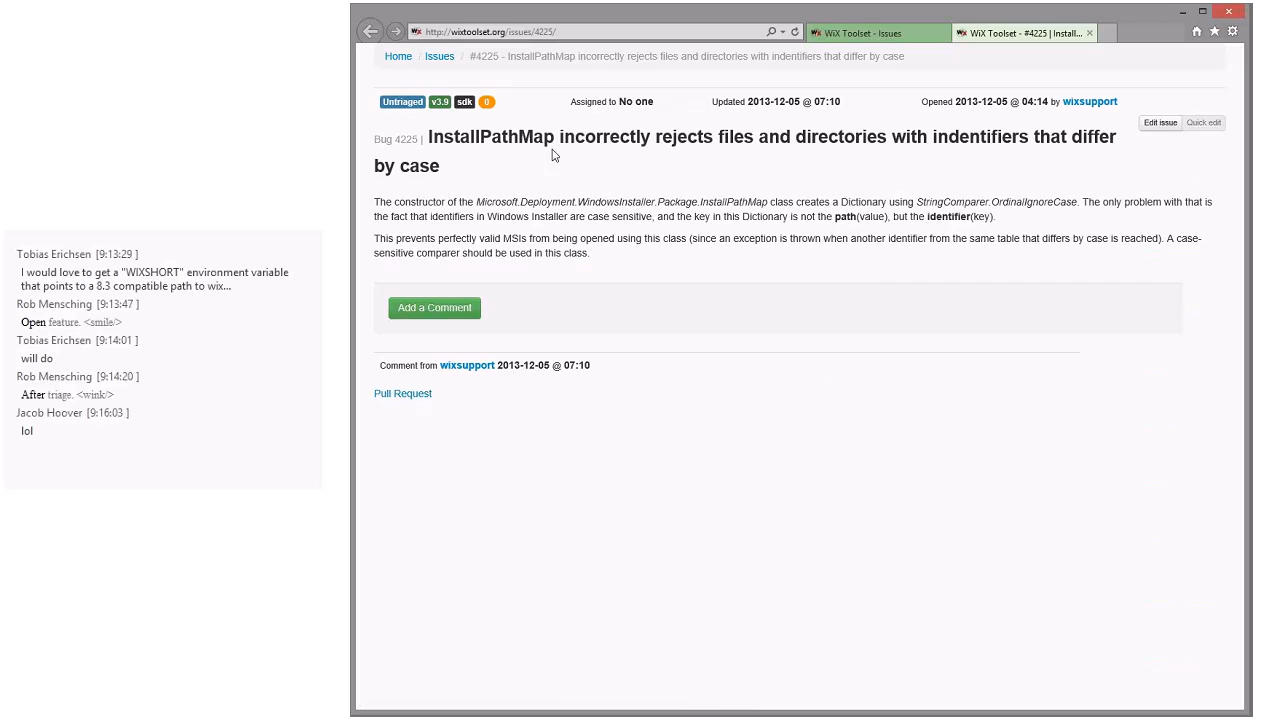 http://wixtoolset.org/issues/4225/
WiX Toolset - Issues
WiX Toolset - #4225 | Install...
Home / Issues / #4225 - InstallPathMap incorrectly rejects files and directories with indentifiers that differ by case
Untriaged v3.9 sdk 0 Assigned to No one Updated 2013-12-05 @ 07:10 Opened 2013-12-05 @ 04:14 by wixsupport
Edit issue Quick edit
Bug 4225 | InstallPathMap incorrectly rejects files and directories with indentifiers that differ
by case
The constructor of the Microsoft.Deployment.WindowsInstaller.Package.InstallPathMap class creates a Dictionary using StringComparer.OrdinalIgnoreCase. The only problem with that is
the fact that identifiers in Windows Installer are case sensitive, and the key in this Dictionary is not the path(value), but the identifier(key).
This prevents perfectly valid MSIs from being opened using this class (since an exception is thrown when another identifier from the same table that differs by case is reached). A case-
sensitive comparer should be used in this class.
Add a Comment
Comment from wixsupport 2013-12-05 @ 07:10
Pull Request
Tobias Erichsen [9:13:29 ]
I would love to get a "WIXSHORT" environment variable
that points to a 8.3 compatible path to wix...
Rob Mensching [9:13:47 ]
Open feature. <smile/>
Tobias Erichsen [9:14:01 ]
will do
Rob Mensching [9:14:20 ]
After triage. <wink/>
Jacob Hoover [9:16:03 ]
lol